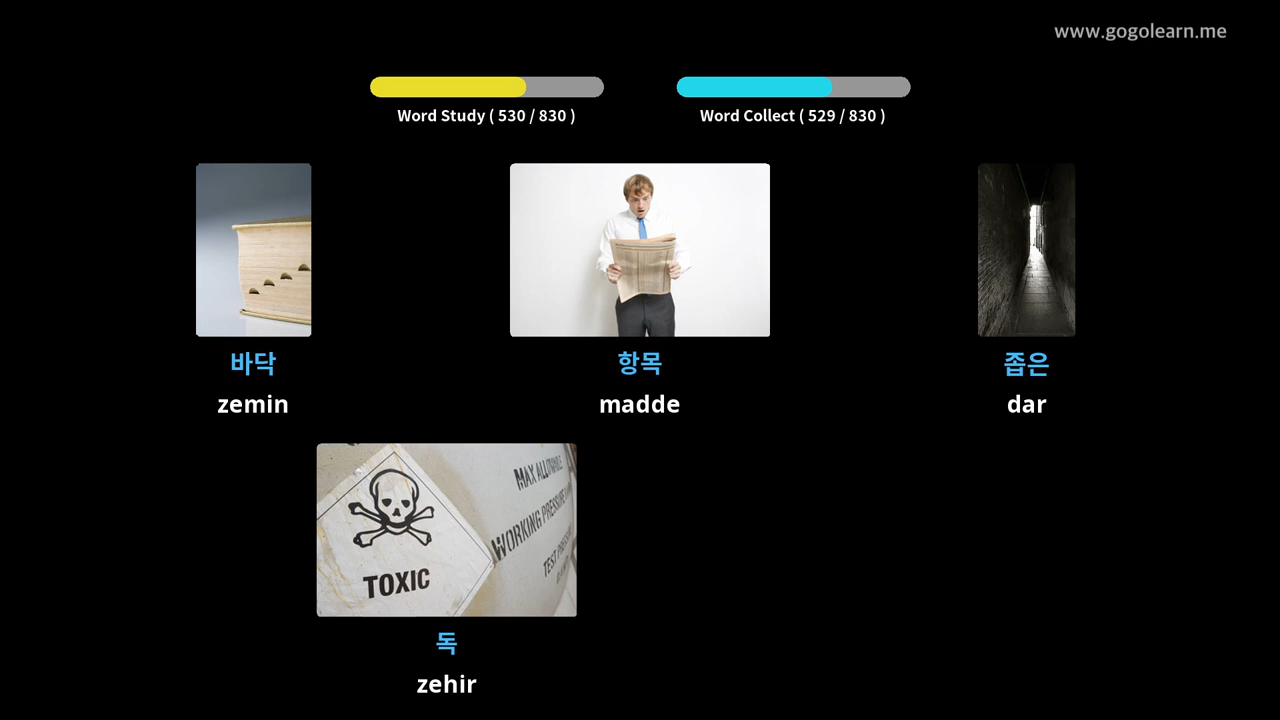 www.gogolearn.me
Word Study ( 530 / 830 )
Word Collect ( 529 / 830 )
바닥
zemin
항목
madde
좁은
dar
MAX ALLOWABLE
WORKING PRESSURE
TEST PRESSURE
TOXIC
독
zehir